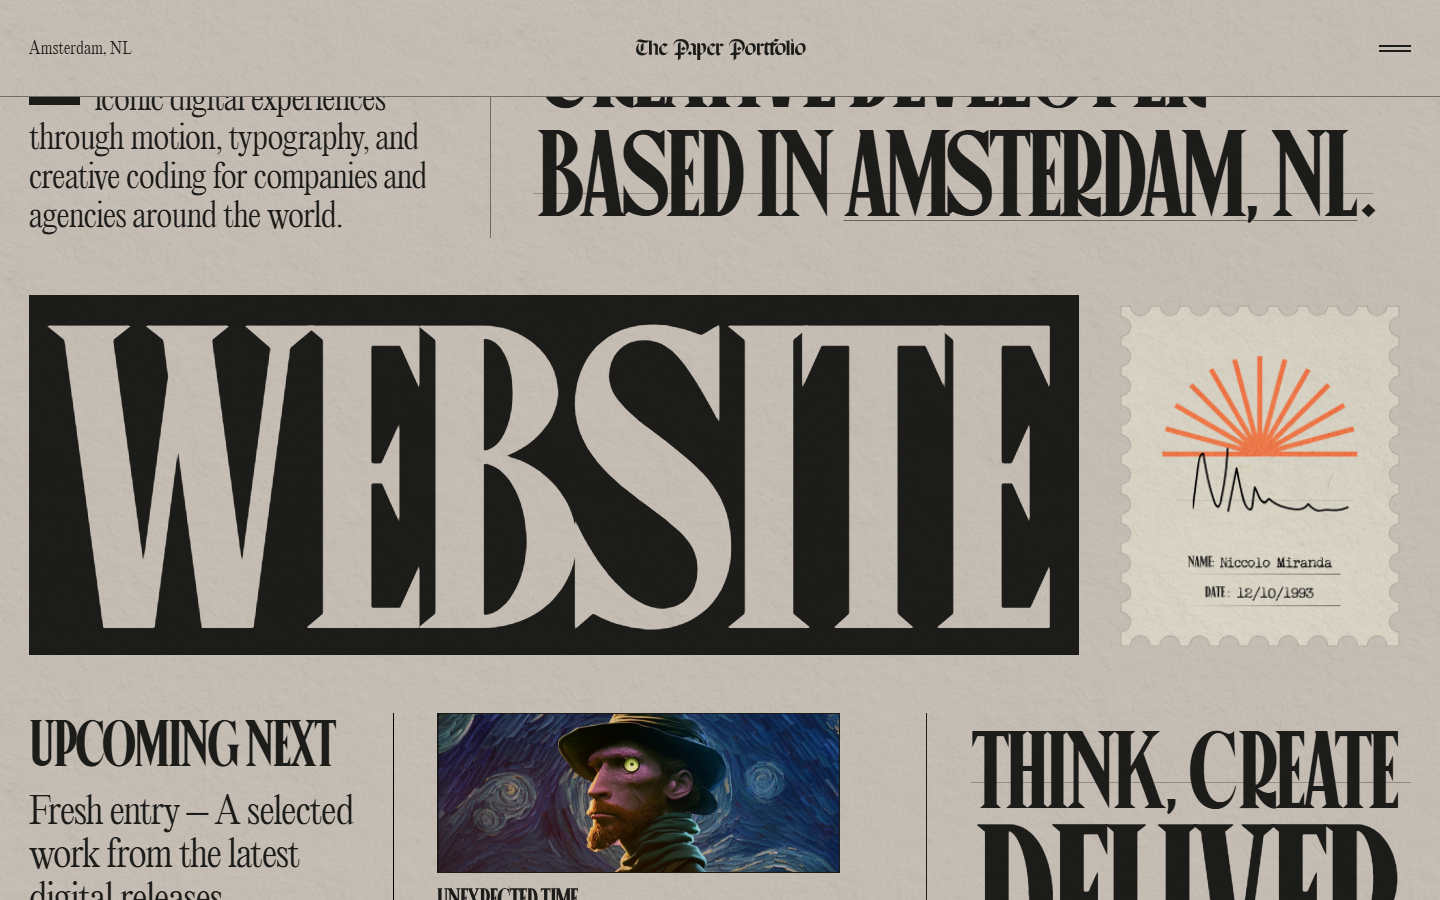 Amsterdam, NL
The Paper Portfolio
iconic digital experiences
through motion, typography, and
creative coding for companies and
agencies around the world.
CREATIVE DEVELOPER
BASED IN AMSTERDAM, NL.
WEBSITE
NAME: Niccolo Miranda
DATE: 12/10/1993
UPCOMING NEXT
Fresh entry — A selected
work from the latest
digital releases
UNEXPECTED TIME
THINK, CREATE
DELIVER